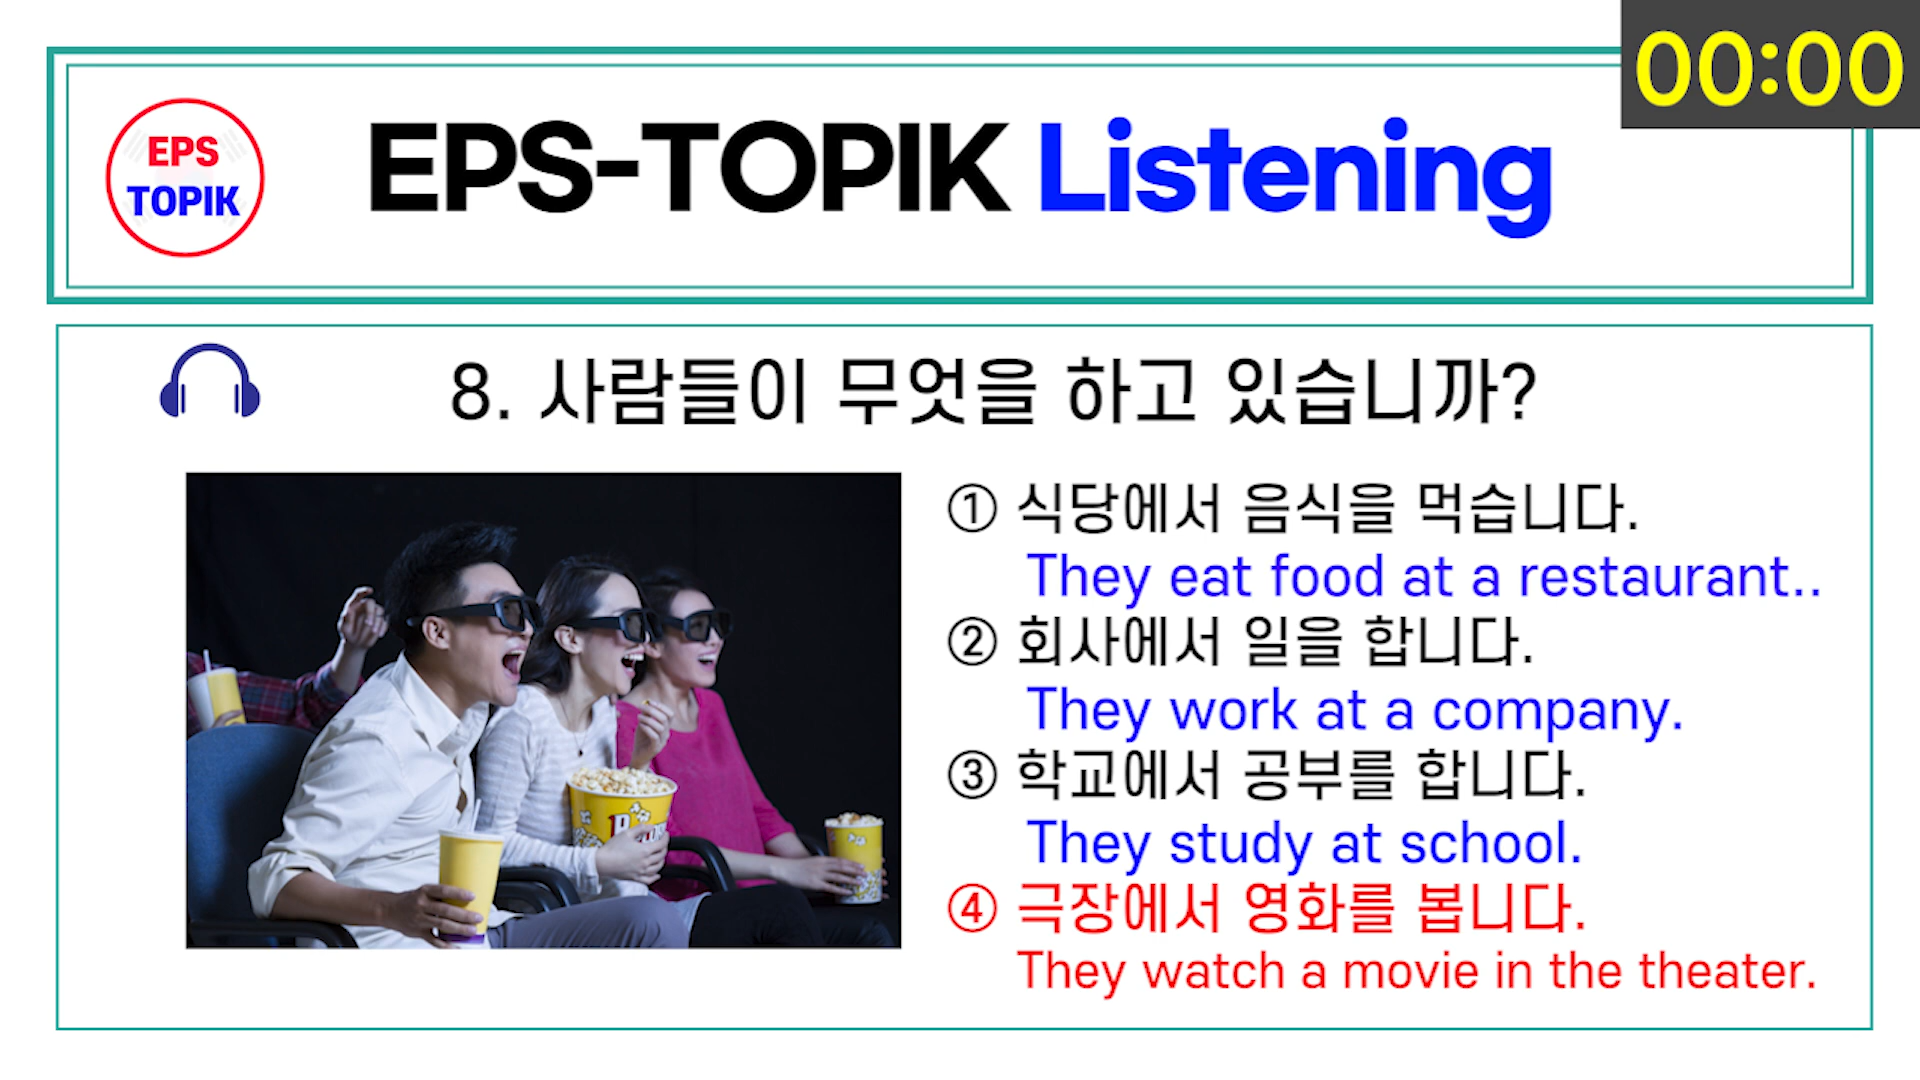 00:00
EPS
TOPIK
EPS-TOPIK Listening
8. 사람들이 무엇을 하고 있습니까?
① 식당에서 음식을 먹습니다.
They eat food at a restaurant..
② 회사에서 일을 합니다.
They work at a company.
③ 학교에서 공부를 합니다.
They study at school.
④ 극장에서 영화를 봅니다.
They watch a movie in the theater.